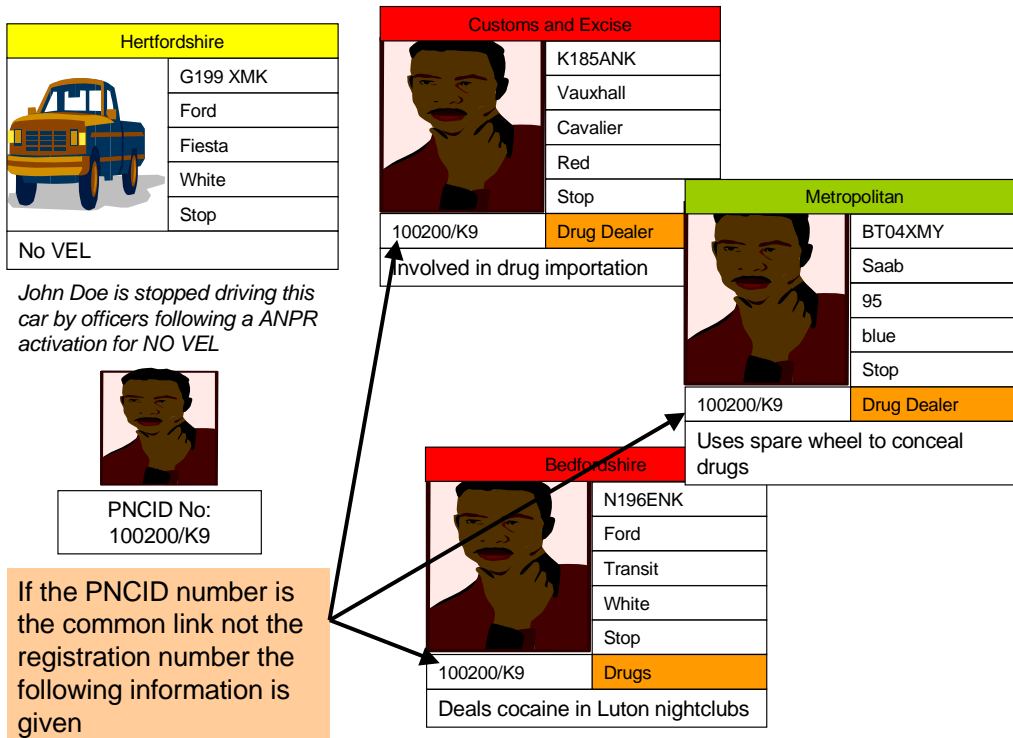 Hertfordshire
G199 XMK
Ford
Fiesta
White
Stop
No VEL
John Doe is stopped driving this
car by officers following a ANPR
activation for NO VEL
PNCID No:
100200/K9
If the PNCID number is
the common link not the
registration number the
following information is
given
Customs and Excise
K185ANK
Vauxhall
Cavalier
Red
Stop
100200/K9
Drug Dealer
Involved in drug importation
Metropolitan
BT04XMY
Saab
95
blue
Stop
100200/K9
Drug Dealer
Uses spare wheel to conceal
drugs
Bedfordshire
N196ENK
Ford
Transit
White
Stop
100200/K9
Drugs
Deals cocaine in Luton nightclubs